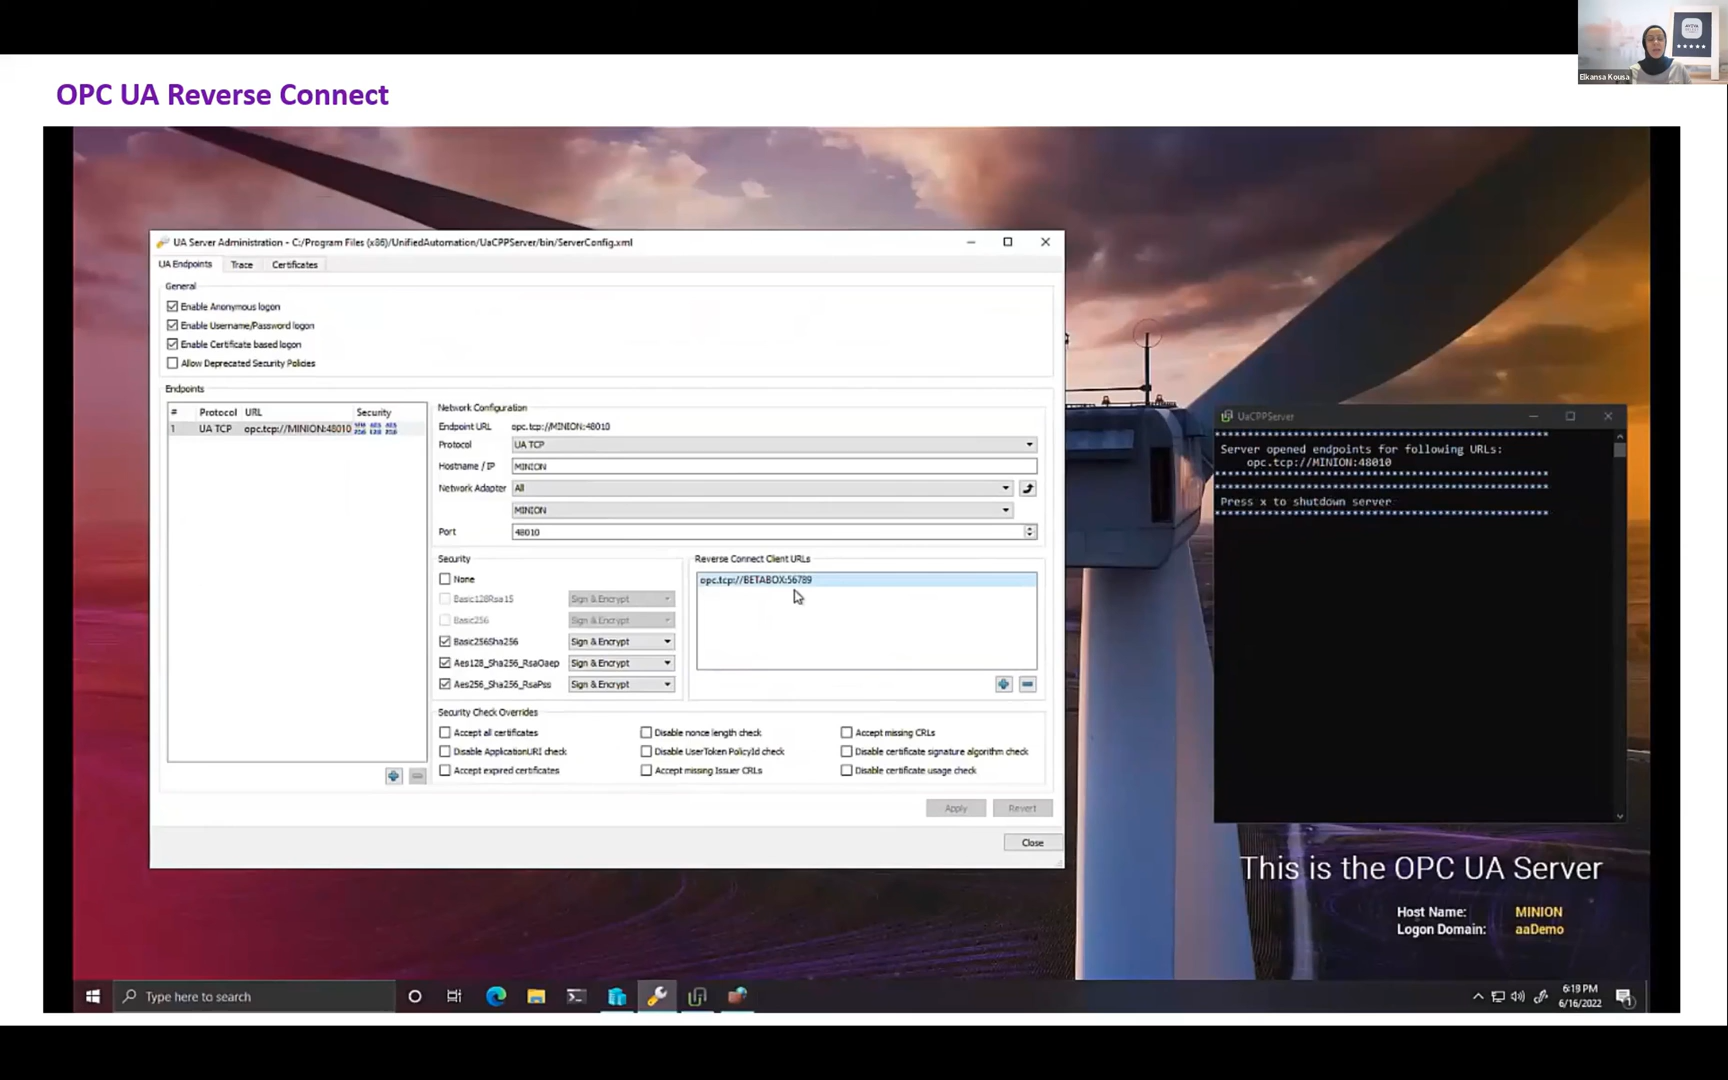 Elkansa Kousa
OPC UA Reverse Connect
UA Server Administration - C:/Program Files (x86)/UnifiedAutomation/UaCPPServer/bin/ServerConfig.xml
UA Endpoints Trace Certificates
General
Enable Anonymous logon
Enable Username/Password logon
Enable Certificate based logon
Allow Deprecated Security Policies
Endpoints
# Protocol URL Security
1 UA TCP opc.tcp://MINION:48010
Network Configuration
Endpoint URL opc.tcp://MINION:48010
Protocol UA TCP
Hostname / IP MINION
Network Adapter All
MINION
Port 48010
Security
None
Basic128Rsa15 Sign & Encrypt
Basic256 Sign & Encrypt
Basic256Sha256 Sign & Encrypt
Aes128_Sha256_RsaOaep Sign & Encrypt
Aes256_Sha256_RsaPss Sign & Encrypt
Reverse Connect Client URLs
opc.tcp://BETABOX:56789
Security Check Overrides
Accept all certificates Disable nonce length check Accept missing CRLs
Disable ApplicationURI check Disable UserToken PolicyId check Disable certificate signature algorithm check
Accept expired certificates Accept missing Issuer CRLs Disable certificate usage check
Apply Revert
Close
UaCPPServer
**************************************************
Server opened endpoints for following URLs:
opc.tcp://MINION:48010
**************************************************
**************************************************
Press x to shutdown server
**************************************************
This is the OPC UA Server
Host Name: MINION
Logon Domain: aaDemo
Type here to search
6:19 PM
6/16/2022
1